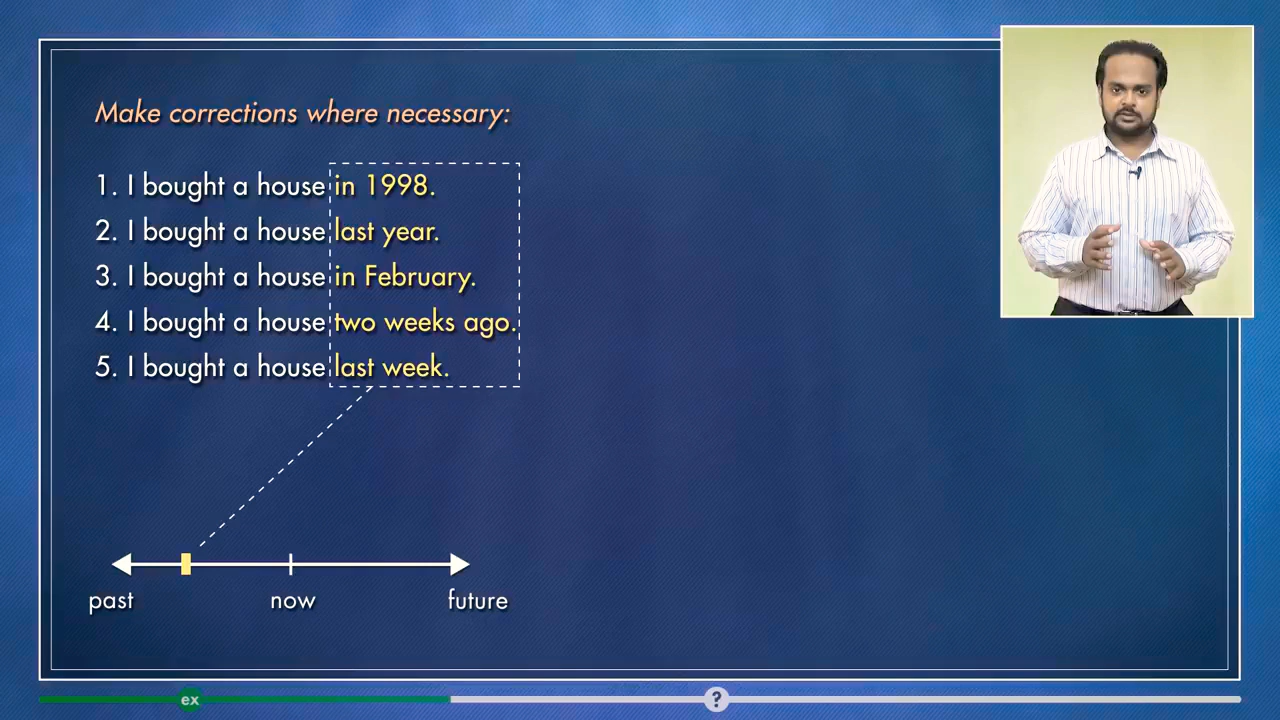 Make corrections where necessary:
1. I bought a house in 1998.
2. I bought a house last year.
3. I bought a house in February.
4. I bought a house two weeks ago.
5. I bought a house last week.
past now future
ex ?